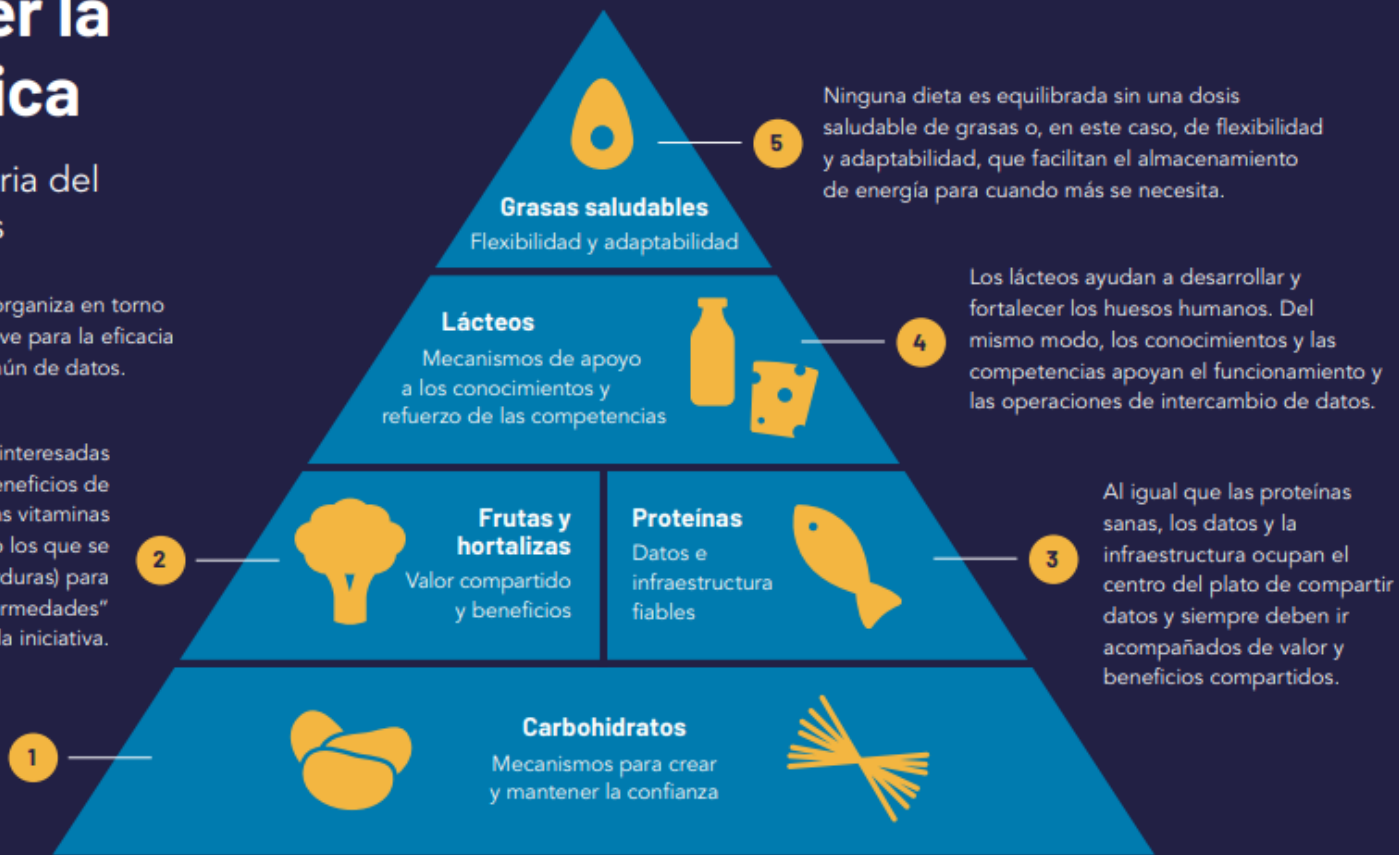 er la
ica
ria del
s
organiza en torno
ve para la eficacia
ún de datos.
interesadas
eneficios de
as vitaminas
o los que se
duras) para
ermedades”
la iniciativa.
5
Ninguna dieta es equilibrada sin una dosis
saludable de grasas o, en este caso, de flexibilidad
y adaptabilidad, que facilitan el almacenamiento
de energía para cuando más se necesita.
Grasas saludables
Flexibilidad y adaptabilidad
Lácteos
Mecanismos de apoyo
a los conocimientos y
refuerzo de las competencias
4
Los lácteos ayudan a desarrollar y
fortalecer los huesos humanos. Del
mismo modo, los conocimientos y las
competencias apoyan el funcionamiento y
las operaciones de intercambio de datos.
2
Frutas y
hortalizas
Valor compartido
y beneficios
Proteínas
Datos e
infraestructura
fiables
3
Al igual que las proteínas
sanas, los datos y la
infraestructura ocupan el
centro del plato de compartir
datos y siempre deben ir
acompañados de valor y
beneficios compartidos.
1
Carbohidratos
Mecanismos para crear
y mantener la confianza